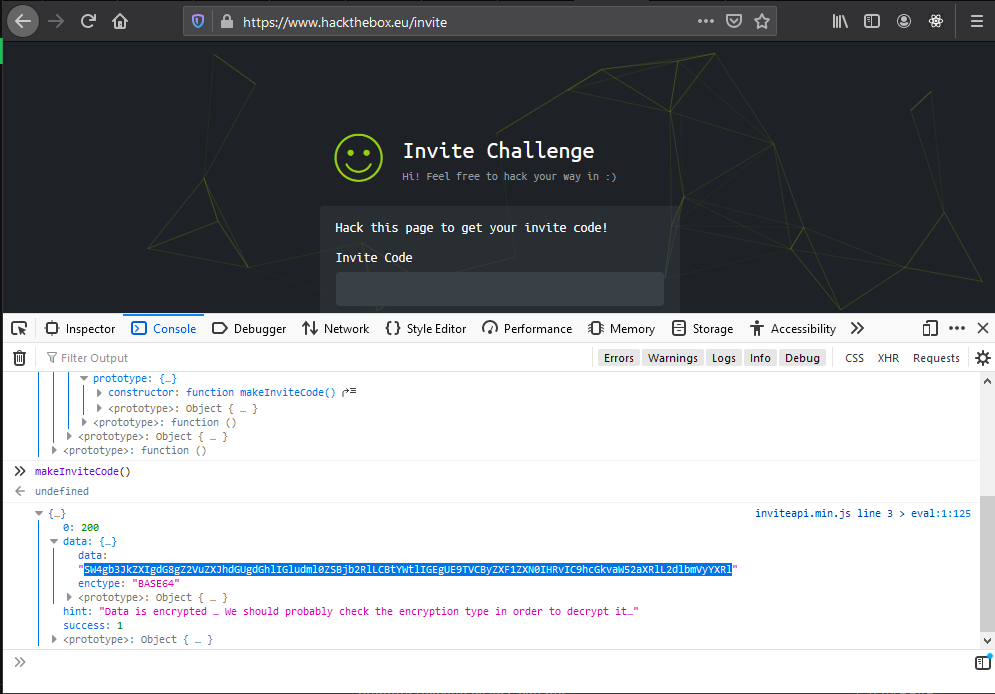 https://www.hackthebox.eu/invite
Invite Challenge
Hi! Feel free to hack your way in :)
Hack this page to get your invite code!
Invite Code
Inspector Console Debugger Network Style Editor Performance Memory Storage Accessibility
Filter Output Errors Warnings Logs Info Debug CSS XHR Requests
prototype: {…}
constructor: function makeInviteCode()
<prototype>: Object { … }
<prototype>: function ()
<prototype>: Object { … }
<prototype>: function ()
makeInviteCode()
undefined
{…} inviteapi.min.js line 3 > eval:1:125
0: 200
data: {…}
data:
"SW4gb3JkZXIgdG8gZ2VuZXJhdGUgdGhlIGludml0ZSBjb2RlLCBtYWtlIGEgUE9TVCByZXF1ZXN0IHRvIC9hcGkvaW52aXRlL2dlbmVyYXRl"
enctype: "BASE64"
<prototype>: Object { … }
hint: "Data is encrypted … We should probably check the encryption type in order to decrypt it…"
success: 1
<prototype>: Object { … }